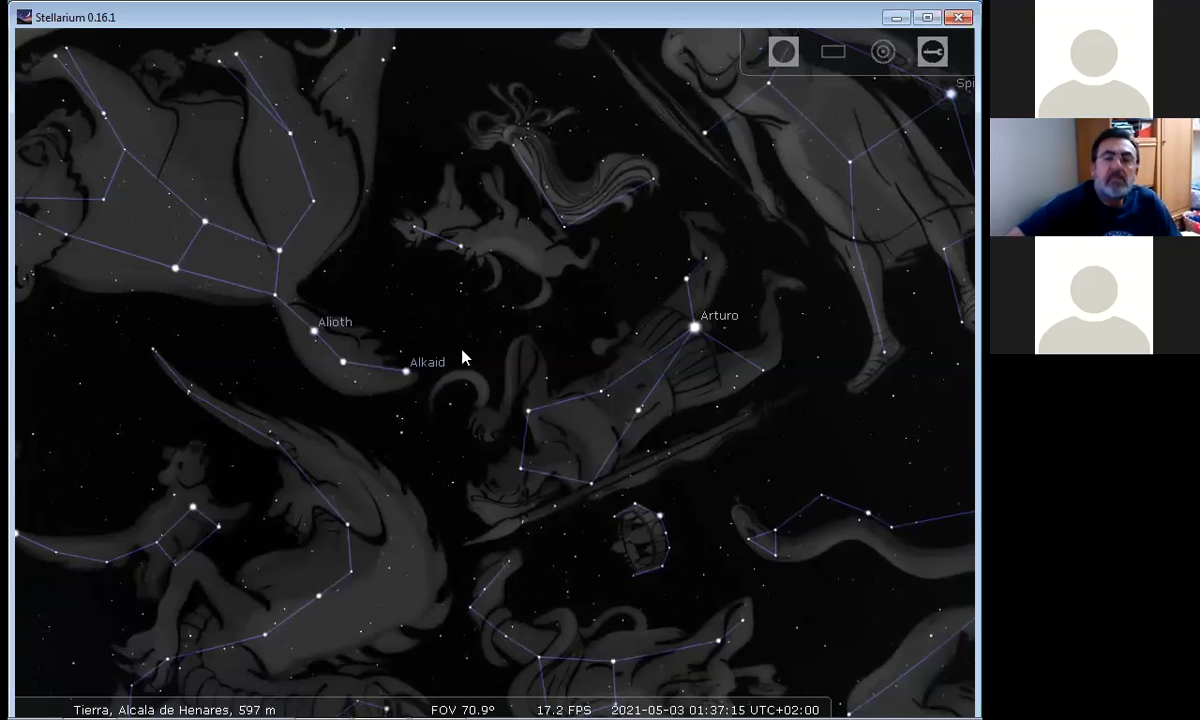 Stellarium 0.16.1
Spi
Arturo
Alioth
Alkaid
Tierra, Alcala de Henares, 597 m FOV 70.9° 17.2 FPS 2021-05-03 01:37:15 UTC+02:00